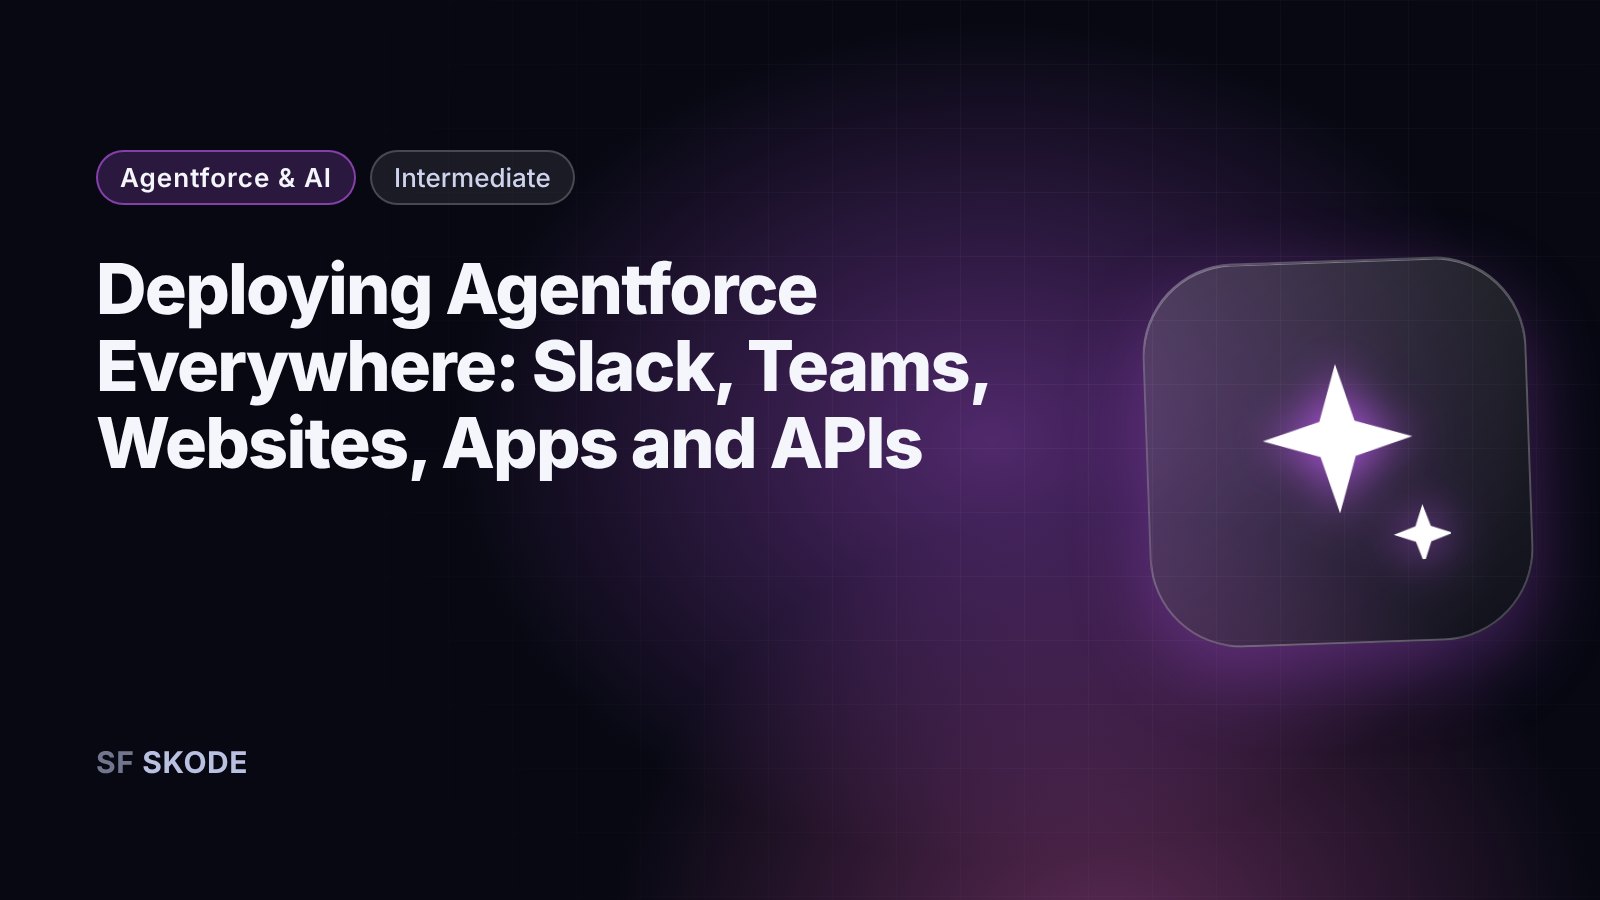 Agentforce & AI
Intermediate
Deploying Agentforce
Everywhere: Slack, Teams,
Websites, Apps and APIs
SF SKODE